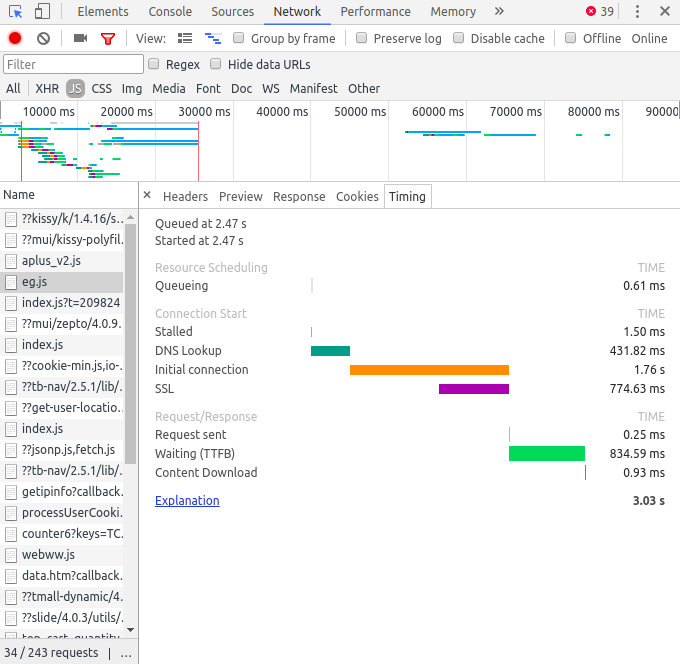 Elements Console Sources Network Performance Memory » 39
View: Group by frame Preserve log Disable cache Offline Online
Filter Regex Hide data URLs
All XHR JS CSS Img Media Font Doc WS Manifest Other
10000 ms 20000 ms 30000 ms 40000 ms 50000 ms 60000 ms 70000 ms 80000 ms 90000
Name
× Headers Preview Response Cookies Timing
??kissy/k/1.4.16/s...
??mui/kissy-polyfil...
aplus_v2.js
eg.js
index.js?t=209824
??mui/zepto/4.0.9...
index.js
??cookie-min.js,io-...
??tb-nav/2.5.1/lib/...
??get-user-locatio...
index.js
??jsonp.js,fetch.js
??tb-nav/2.5.1/lib/...
getipinfo?callback...
processUserCooki...
counter6?keys=TC...
webww.js
data.htm?callback...
??tmall-dynamic/4...
??slide/4.0.3/utils/...
top_cart_quantity
34 / 243 requests | ...
Queued at 2.47 s
Started at 2.47 s
Resource Scheduling TIME
Queueing 0.61 ms
Connection Start TIME
Stalled 1.50 ms
DNS Lookup 431.82 ms
Initial connection 1.76 s
SSL 774.63 ms
Request/Response TIME
Request sent 0.25 ms
Waiting (TTFB) 834.59 ms
Content Download 0.93 ms
Explanation 3.03 s